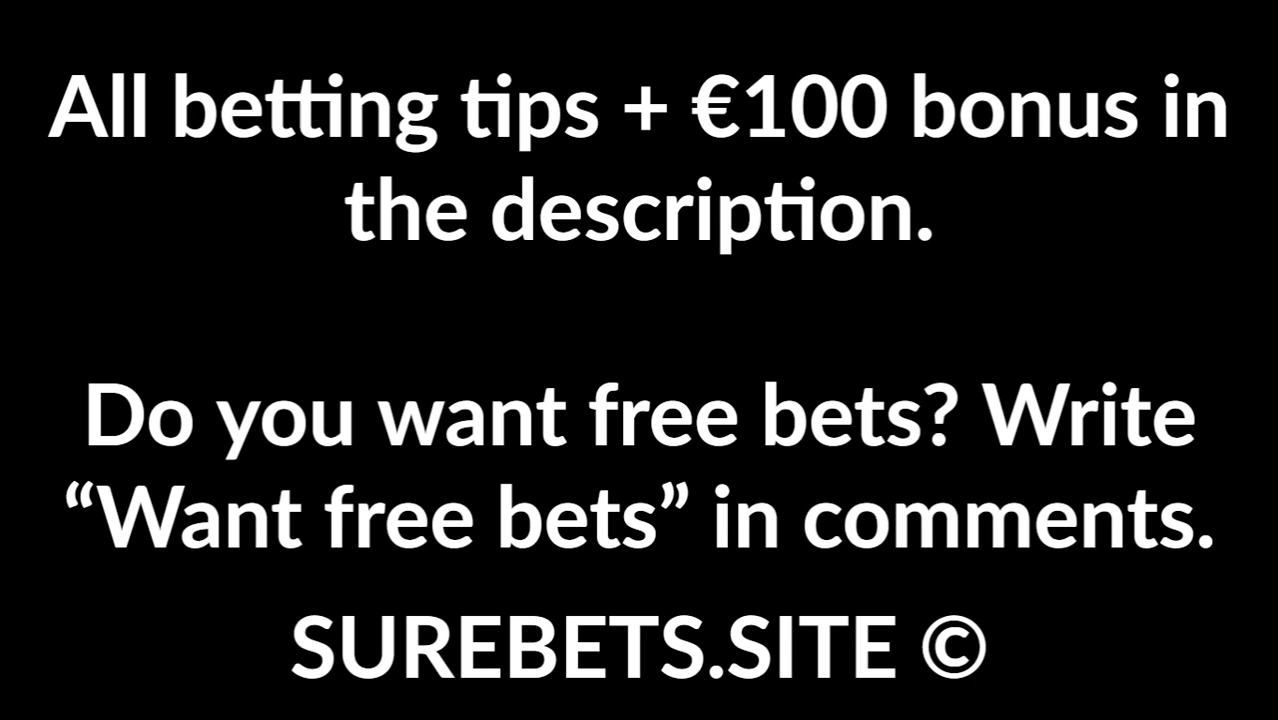 All betting tips + €100 bonus in
the description.
Do you want free bets? Write
“Want free bets” in comments.
SUREBETS.SITE ©